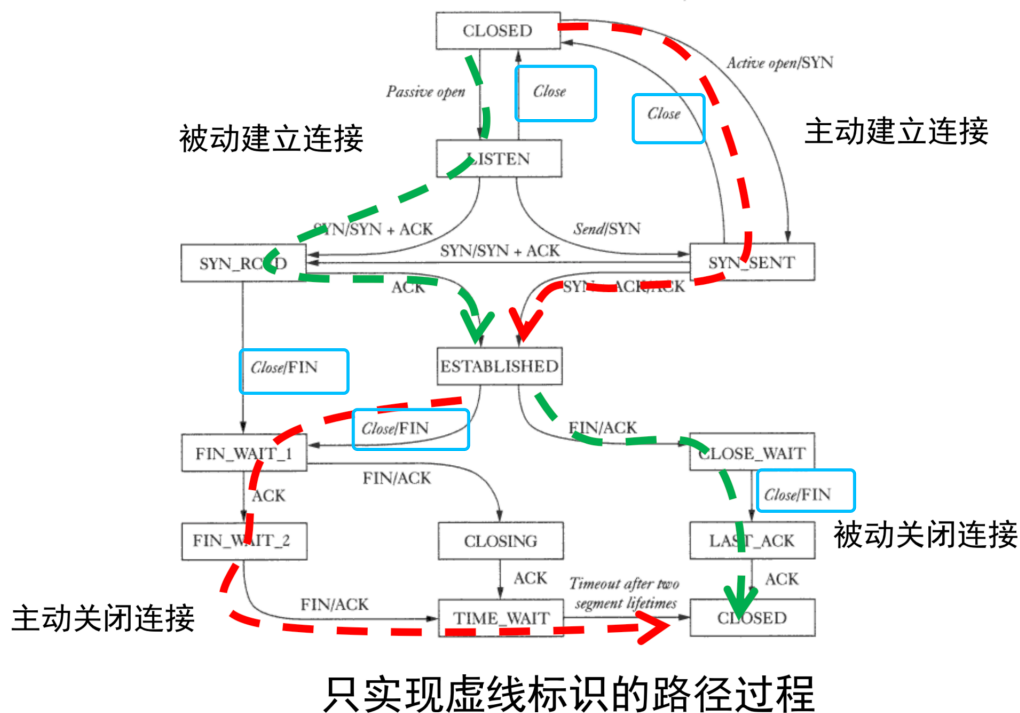 CLOSED
Active open/SYN
Passive open
Close
Close
被动建立连接
主动建立连接
LISTEN
SYN/SYN + ACK
Send/SYN
SYN/SYN + ACK
SYN_RCVD
SYN_SENT
ACK
SYN + ACK/ACK
ESTABLISHED
Close/FIN
Close/FIN
FIN/ACK
FIN_WAIT_1
CLOSE_WAIT
FIN/ACK
ACK
Close/FIN
FIN_WAIT_2
CLOSING
LAST_ACK
被动关闭连接
ACK
Timeout after two
segment lifetimes
ACK
主动关闭连接
FIN/ACK
TIME_WAIT
CLOSED
只实现虚线标识的路径过程